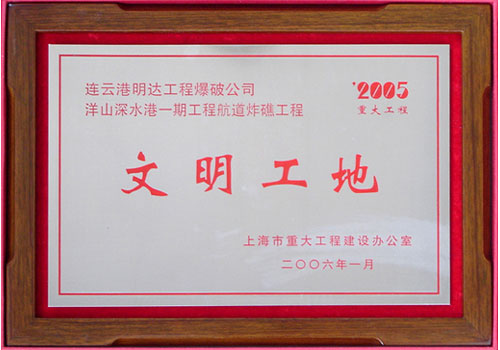 连云港明达工程爆破公司
洋山深水港一期工程航道炸礁工程
'2005
重大工程
文明工地
上海市重大工程建设办公室
二〇〇六年一月